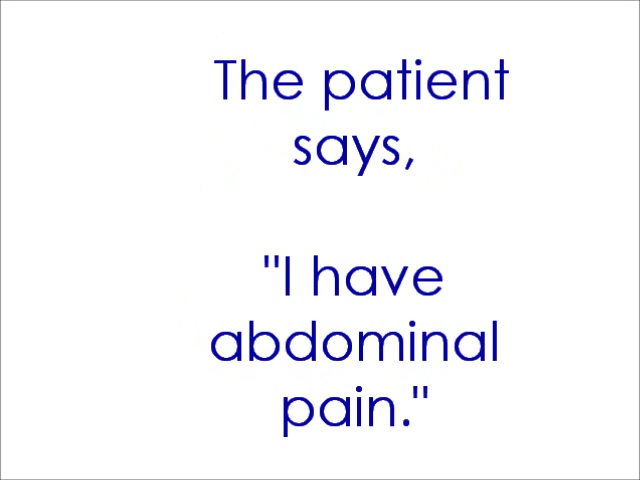 The patient
says,
"I have
abdominal
pain."